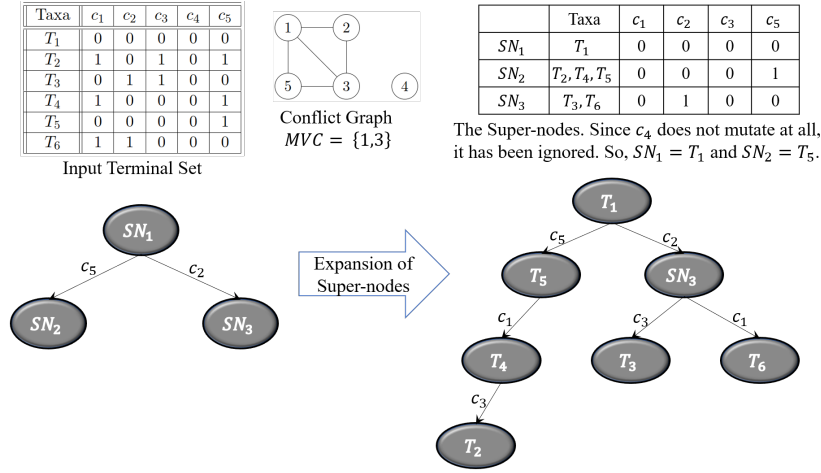 Taxa c₁ c₂ c₃ c₄ c₅
T₁ 0 0 0 0 0
T₂ 1 0 1 0 1
T₃ 0 1 1 0 0
T₄ 1 0 0 0 1
T₅ 0 0 0 0 1
T₆ 1 1 0 0 0
Input Terminal Set
1 2
5 3 4
Conflict Graph
MVC = {1,3}
Taxa c₁ c₂ c₃ c₅
SN₁ T₁ 0 0 0 0
SN₂ T₂, T₄, T₅ 0 0 0 1
SN₃ T₃, T₆ 0 1 0 0
The Super-nodes. Since c₄ does not mutate at all,
it has been ignored. So, SN₁ = T₁ and SN₂ = T₅.
SN₁
c₅ c₂
SN₂ SN₃
Expansion of
Super-nodes
T₁
c₅ c₂
T₅ SN₃
c₁ c₃ c₁
T₄ T₃ T₆
c₃
T₂